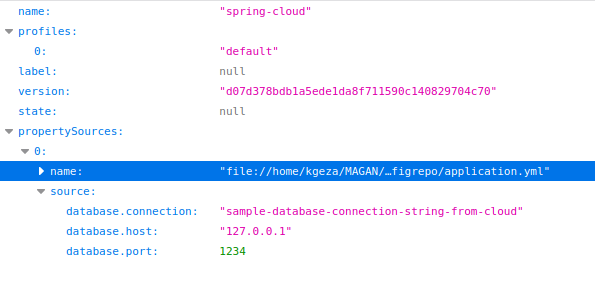 name: "spring-cloud"
profiles:
0: "default"
label: null
version: "d07d378bdb1a5ede1da8f711590c140829704c70"
state: null
propertySources:
0:
name: "file://home/kgeza/MAGAN/…figrepo/application.yml"
source:
database.connection: "sample-database-connection-string-from-cloud"
database.host: "127.0.0.1"
database.port: 1234